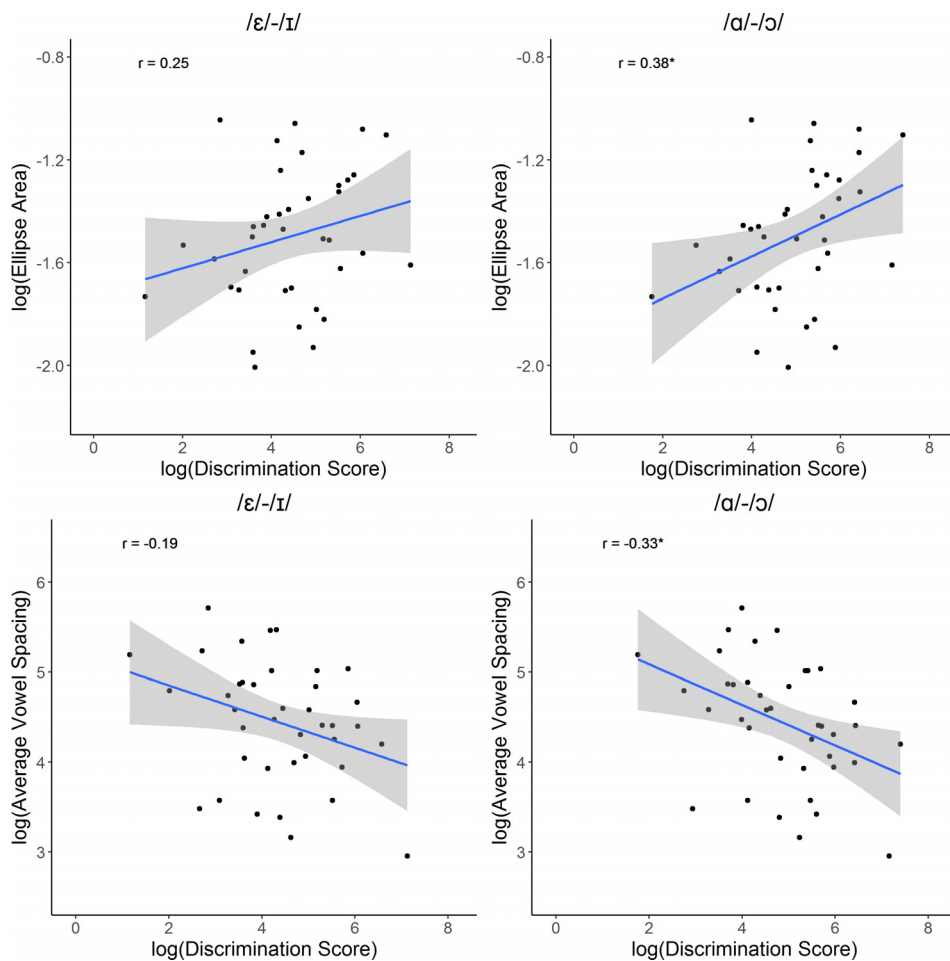 /ɛ/-/ɪ/
r = 0.25
log(Ellipse Area)
-0.8
-1.2
-1.6
-2.0
0 2 4 6 8
log(Discrimination Score)
/ɑ/-/ɔ/
r = 0.38*
log(Ellipse Area)
-0.8
-1.2
-1.6
-2.0
0 2 4 6 8
log(Discrimination Score)
/ɛ/-/ɪ/
r = -0.19
log(Average Vowel Spacing)
6
5
4
3
0 2 4 6 8
log(Discrimination Score)
/ɑ/-/ɔ/
r = -0.33*
log(Average Vowel Spacing)
6
5
4
3
0 2 4 6 8
log(Discrimination Score)